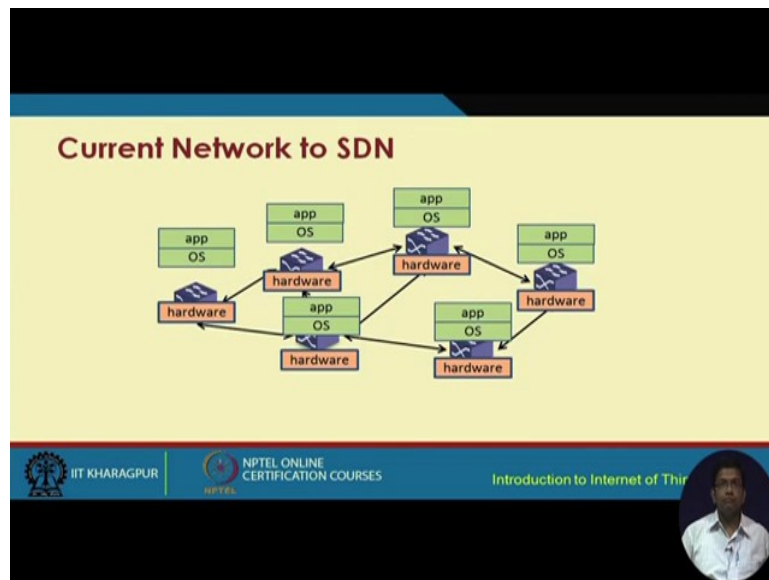 Current Network to SDN
app
OS
hardware
app
OS
hardware
app
OS
hardware
app
OS
hardware
app
OS
hardware
app
OS
hardware
IIT KHARAGPUR
NPTEL
NPTEL ONLINE
CERTIFICATION COURSES
Introduction to Internet of